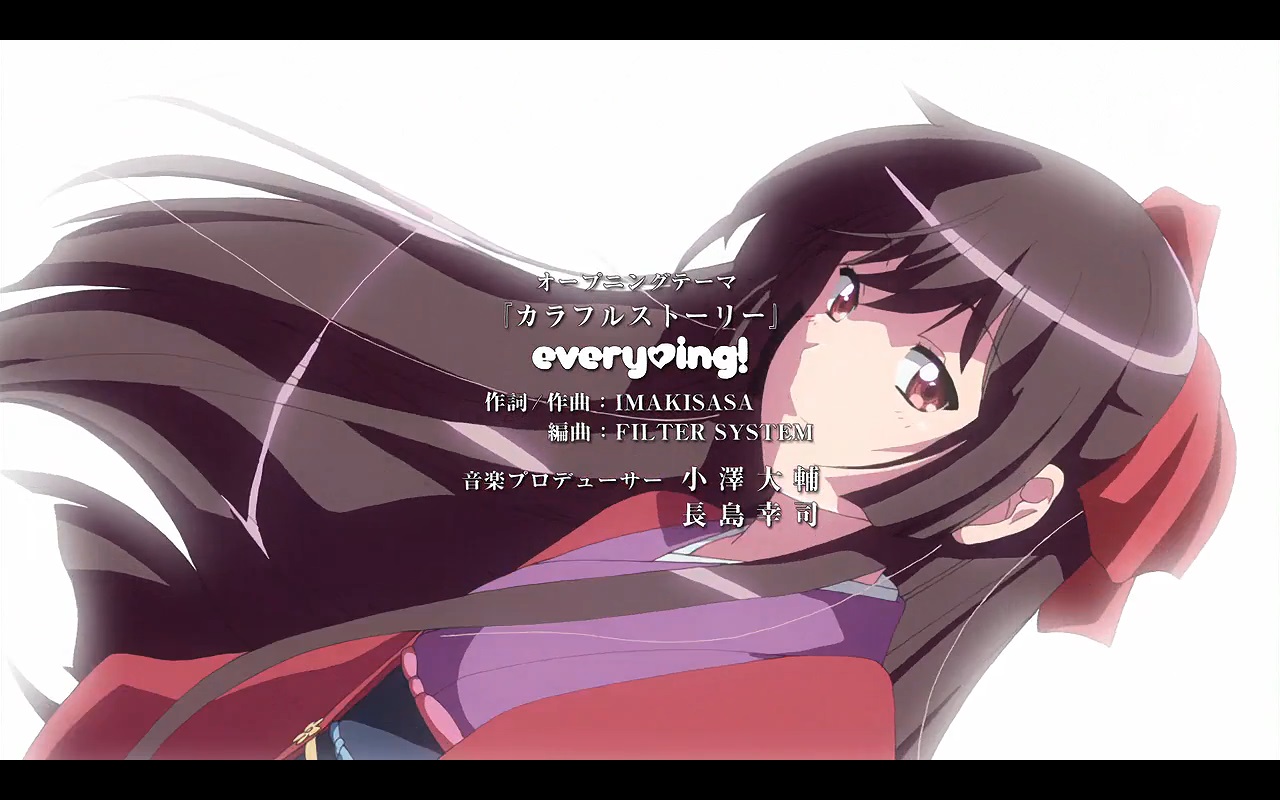 オープニングテーマ
『カラフルストーリー』
every♥ing!
作詞/作曲：IMAKISASA
編曲：FILTER SYSTEM
音楽プロデューサー 小澤大輔
長島幸司